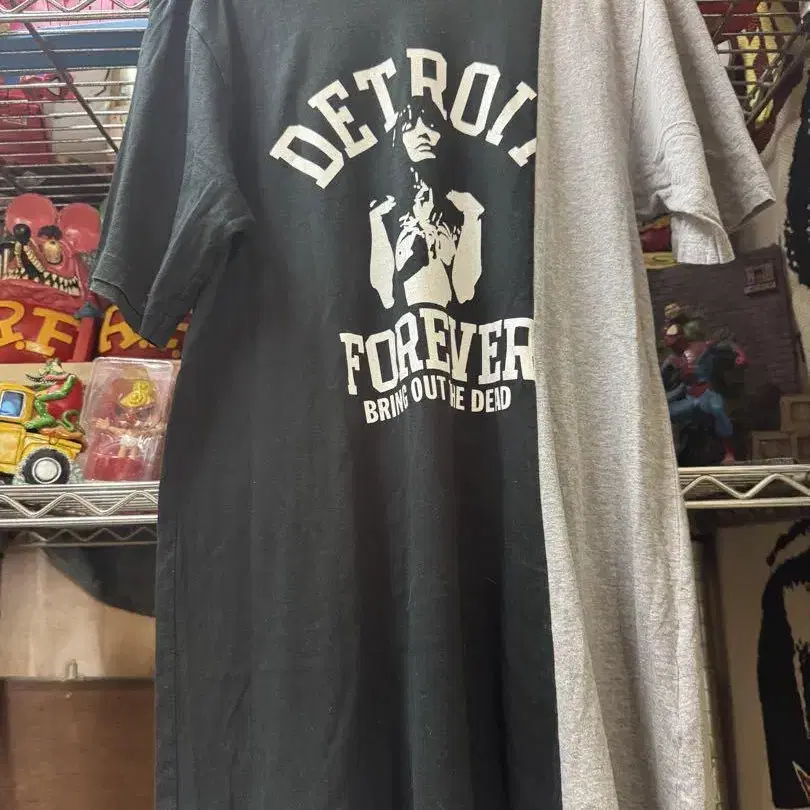 DETROIT
FOREVER
BRING OUT THE DEAD
R.F